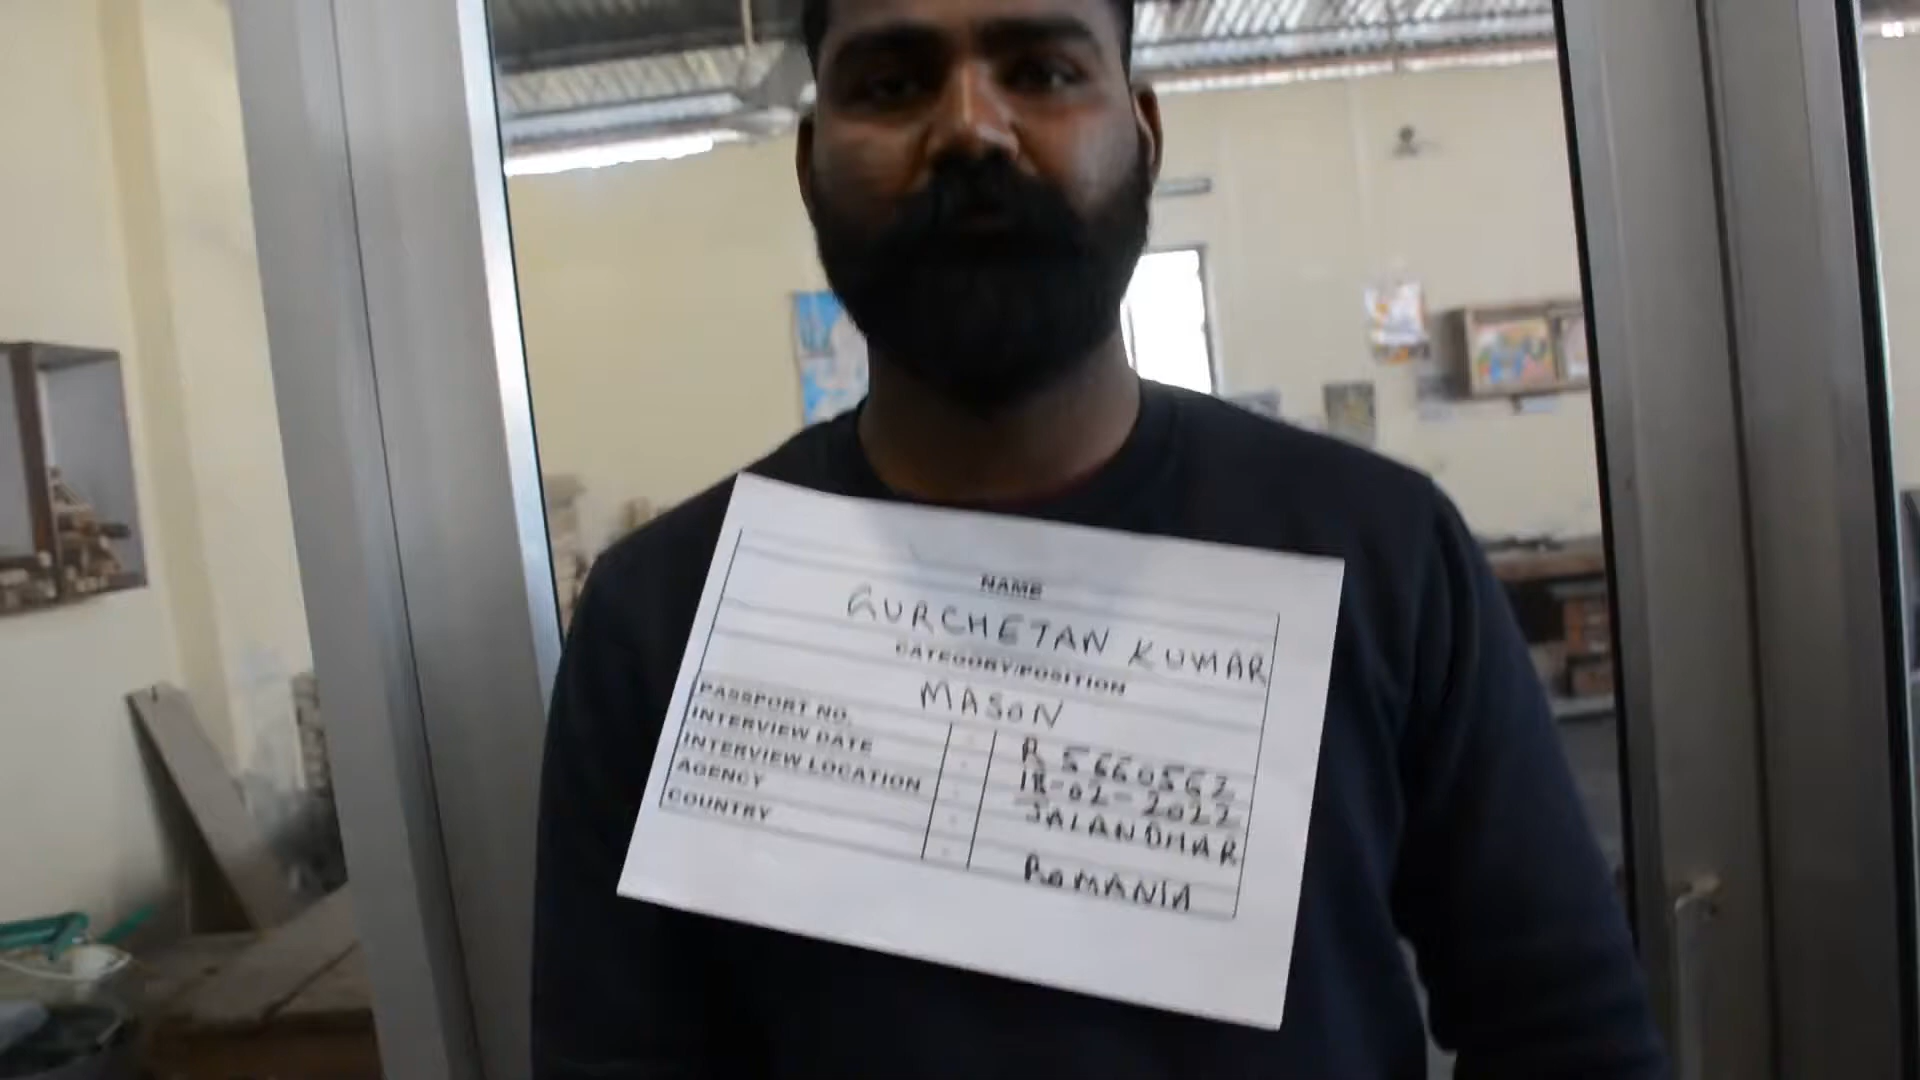 NAME
GURCHETAN KUMAR
CATEGORY/POSITION
MASON
PASSPORT NO. : R 5660562
INTERVIEW DATE : 18-02-2022
INTERVIEW LOCATION : JALANDHAR
AGENCY :
COUNTRY : ROMANIA